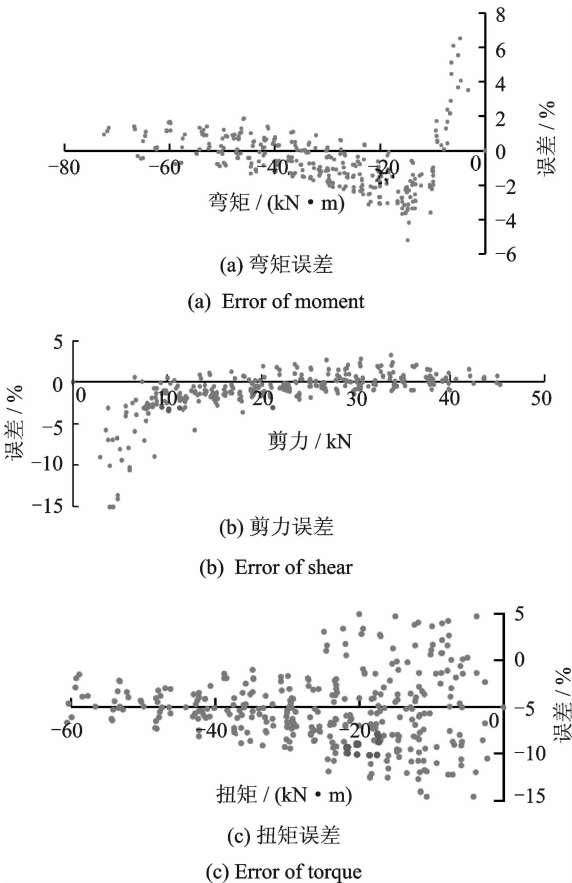 8
6
4
2
0
−2
−4
−6
误差 / %
−80 −60 −40 −20 0
弯矩 / (kN·m)
(a) 弯矩误差
(a) Error of moment
5
0
−5
−10
−15
误差 / %
0 10 20 30 40 50
剪力 / kN
(b) 剪力误差
(b) Error of shear
5
0
−5
−10
−15
误差 / %
−60 −40 −20 0
扭矩 / (kN·m)
(c) 扭矩误差
(c) Error of torque